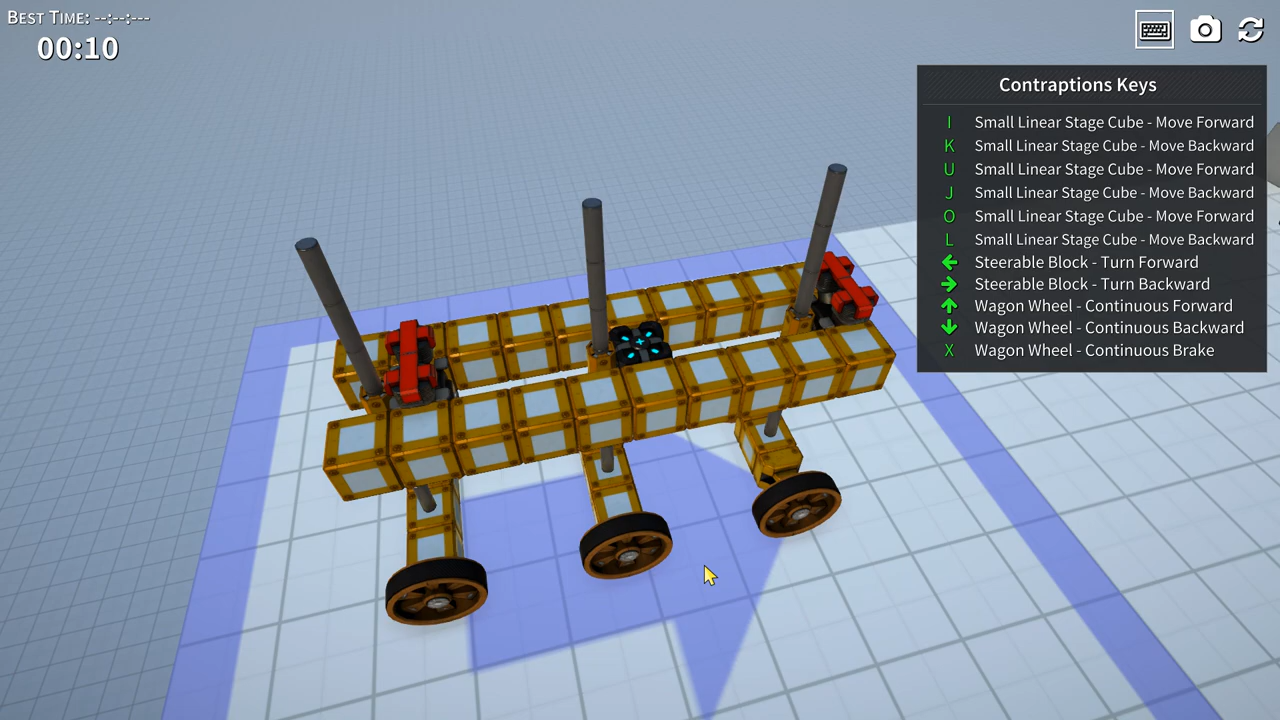 Best Time: --:--:---
00:10
Contraptions Keys
I Small Linear Stage Cube - Move Forward
K Small Linear Stage Cube - Move Backward
U Small Linear Stage Cube - Move Forward
J Small Linear Stage Cube - Move Backward
O Small Linear Stage Cube - Move Forward
L Small Linear Stage Cube - Move Backward
← Steerable Block - Turn Forward
→ Steerable Block - Turn Backward
↑ Wagon Wheel - Continuous Forward
↓ Wagon Wheel - Continuous Backward
X Wagon Wheel - Continuous Brake